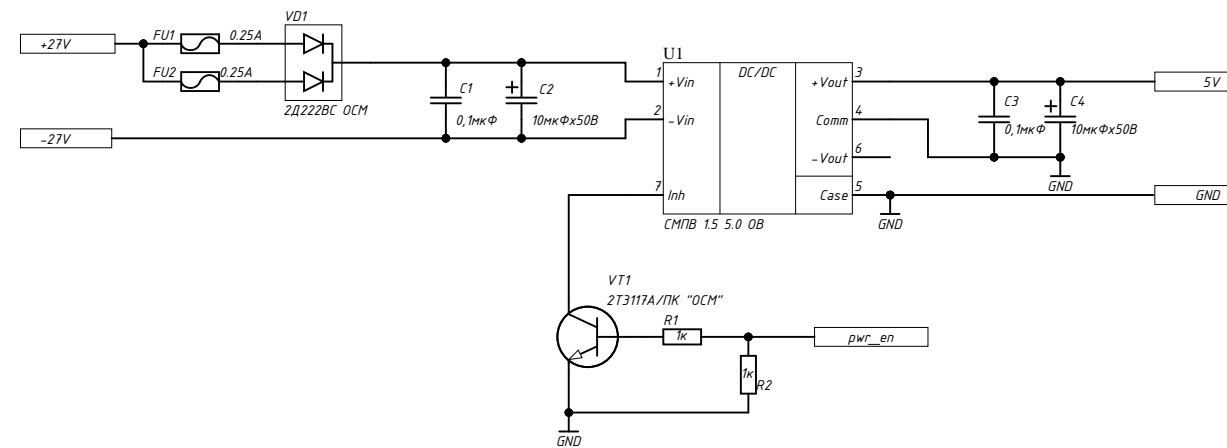 VD1
FU1 0.25А
+27V
FU2 0.25А
2Д222ВС ОСМ
-27V
C1
0,1мкФ
C2
10мкФх50В
U1
DC/DC
1 +Vin
2 -Vin
7 Inh
+Vout 3
Comm 4
-Vout 6
Case 5
СМПВ 1.5 5.0 ОВ
C3
0,1мкФ
C4
10мкФх50В
5V
GND
GND
GND
VT1
2Т3117А/ПК "ОСМ"
R1
1к
pwr_en
1к
R2
GND